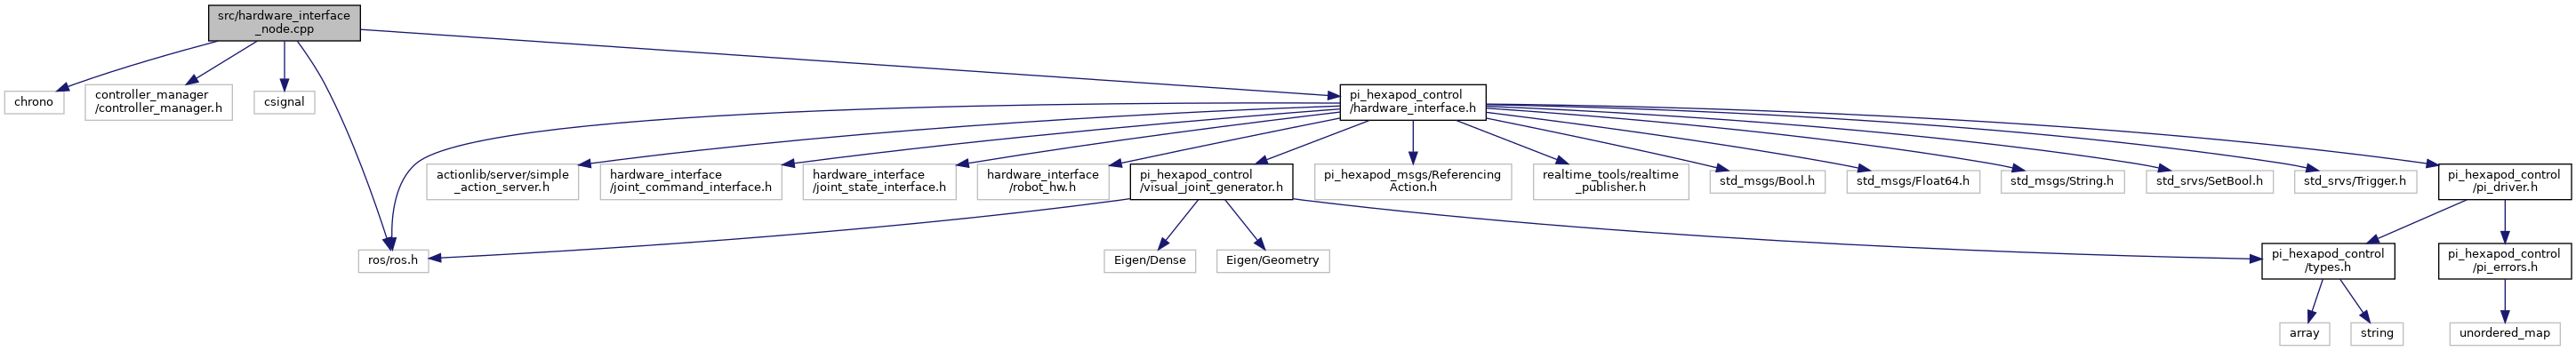 src/hardware_interface
_node.cpp
chrono
controller_manager
/controller_manager.h
csignal
pi_hexapod_control
/hardware_interface.h
actionlib/server/simple
_action_server.h
hardware_interface
/joint_command_interface.h
hardware_interface
/joint_state_interface.h
hardware_interface
/robot_hw.h
pi_hexapod_control
/visual_joint_generator.h
pi_hexapod_msgs/Referencing
Action.h
realtime_tools/realtime
_publisher.h
std_msgs/Bool.h
std_msgs/Float64.h
std_msgs/String.h
std_srvs/SetBool.h
std_srvs/Trigger.h
pi_hexapod_control
/pi_driver.h
ros/ros.h
Eigen/Dense
Eigen/Geometry
pi_hexapod_control
/types.h
pi_hexapod_control
/pi_errors.h
array
string
unordered_map